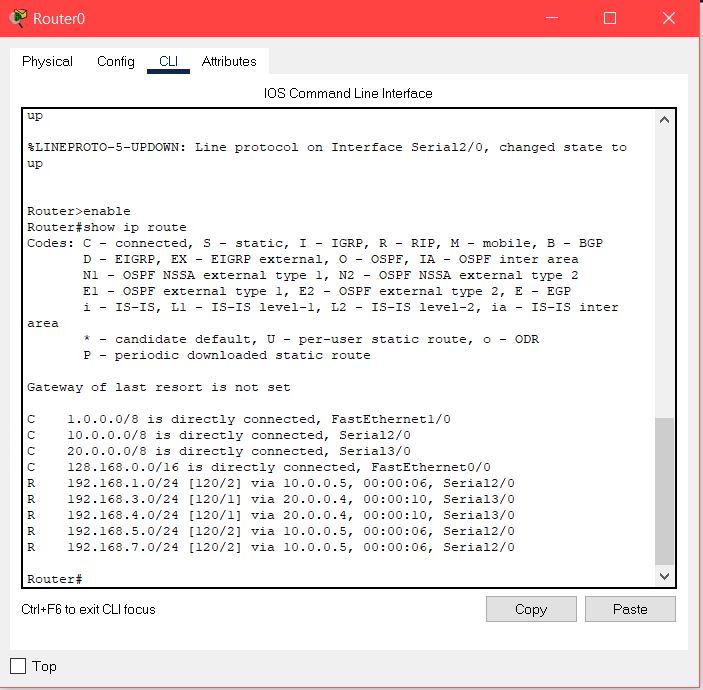 Router0
Physical Config CLI Attributes
IOS Command Line Interface
up
%LINEPROTO-5-UPDOWN: Line protocol on Interface Serial2/0, changed state to
up
Router>enable
Router#show ip route
Codes: C - connected, S - static, I - IGRP, R - RIP, M - mobile, B - BGP
D - EIGRP, EX - EIGRP external, O - OSPF, IA - OSPF inter area
N1 - OSPF NSSA external type 1, N2 - OSPF NSSA external type 2
E1 - OSPF external type 1, E2 - OSPF external type 2, E - EGP
i - IS-IS, L1 - IS-IS level-1, L2 - IS-IS level-2, ia - IS-IS inter
area
* - candidate default, U - per-user static route, o - ODR
P - periodic downloaded static route
Gateway of last resort is not set
C 1.0.0.0/8 is directly connected, FastEthernet1/0
C 10.0.0.0/8 is directly connected, Serial2/0
C 20.0.0.0/8 is directly connected, Serial3/0
C 128.168.0.0/16 is directly connected, FastEthernet0/0
R 192.168.1.0/24 [120/2] via 10.0.0.5, 00:00:06, Serial2/0
R 192.168.3.0/24 [120/1] via 20.0.0.4, 00:00:10, Serial3/0
R 192.168.4.0/24 [120/1] via 20.0.0.4, 00:00:10, Serial3/0
R 192.168.5.0/24 [120/2] via 10.0.0.5, 00:00:06, Serial2/0
R 192.168.7.0/24 [120/2] via 10.0.0.5, 00:00:06, Serial2/0
Router#
Ctrl+F6 to exit CLI focus
Copy Paste
Top